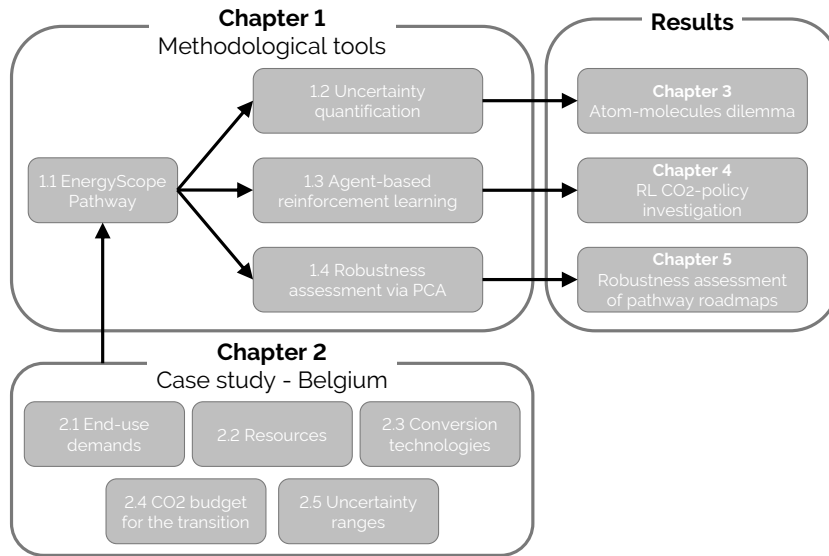 Chapter 1
Methodological tools
Results
1.2 Uncertainty
quantification
Chapter 3
Atom-molecules dilemma
1.1 EnergyScope
Pathway
1.3 Agent-based
reinforcement learning
Chapter 4
RL CO2-policy
investigation
1.4 Robustness
assessment via PCA
Chapter 5
Robustness assessment
of pathway roadmaps
Chapter 2
Case study - Belgium
2.1 End-use
demands
2.2 Resources
2.3 Conversion
technologies
2.4 CO2 budget
for the transition
2.5 Uncertainty
ranges